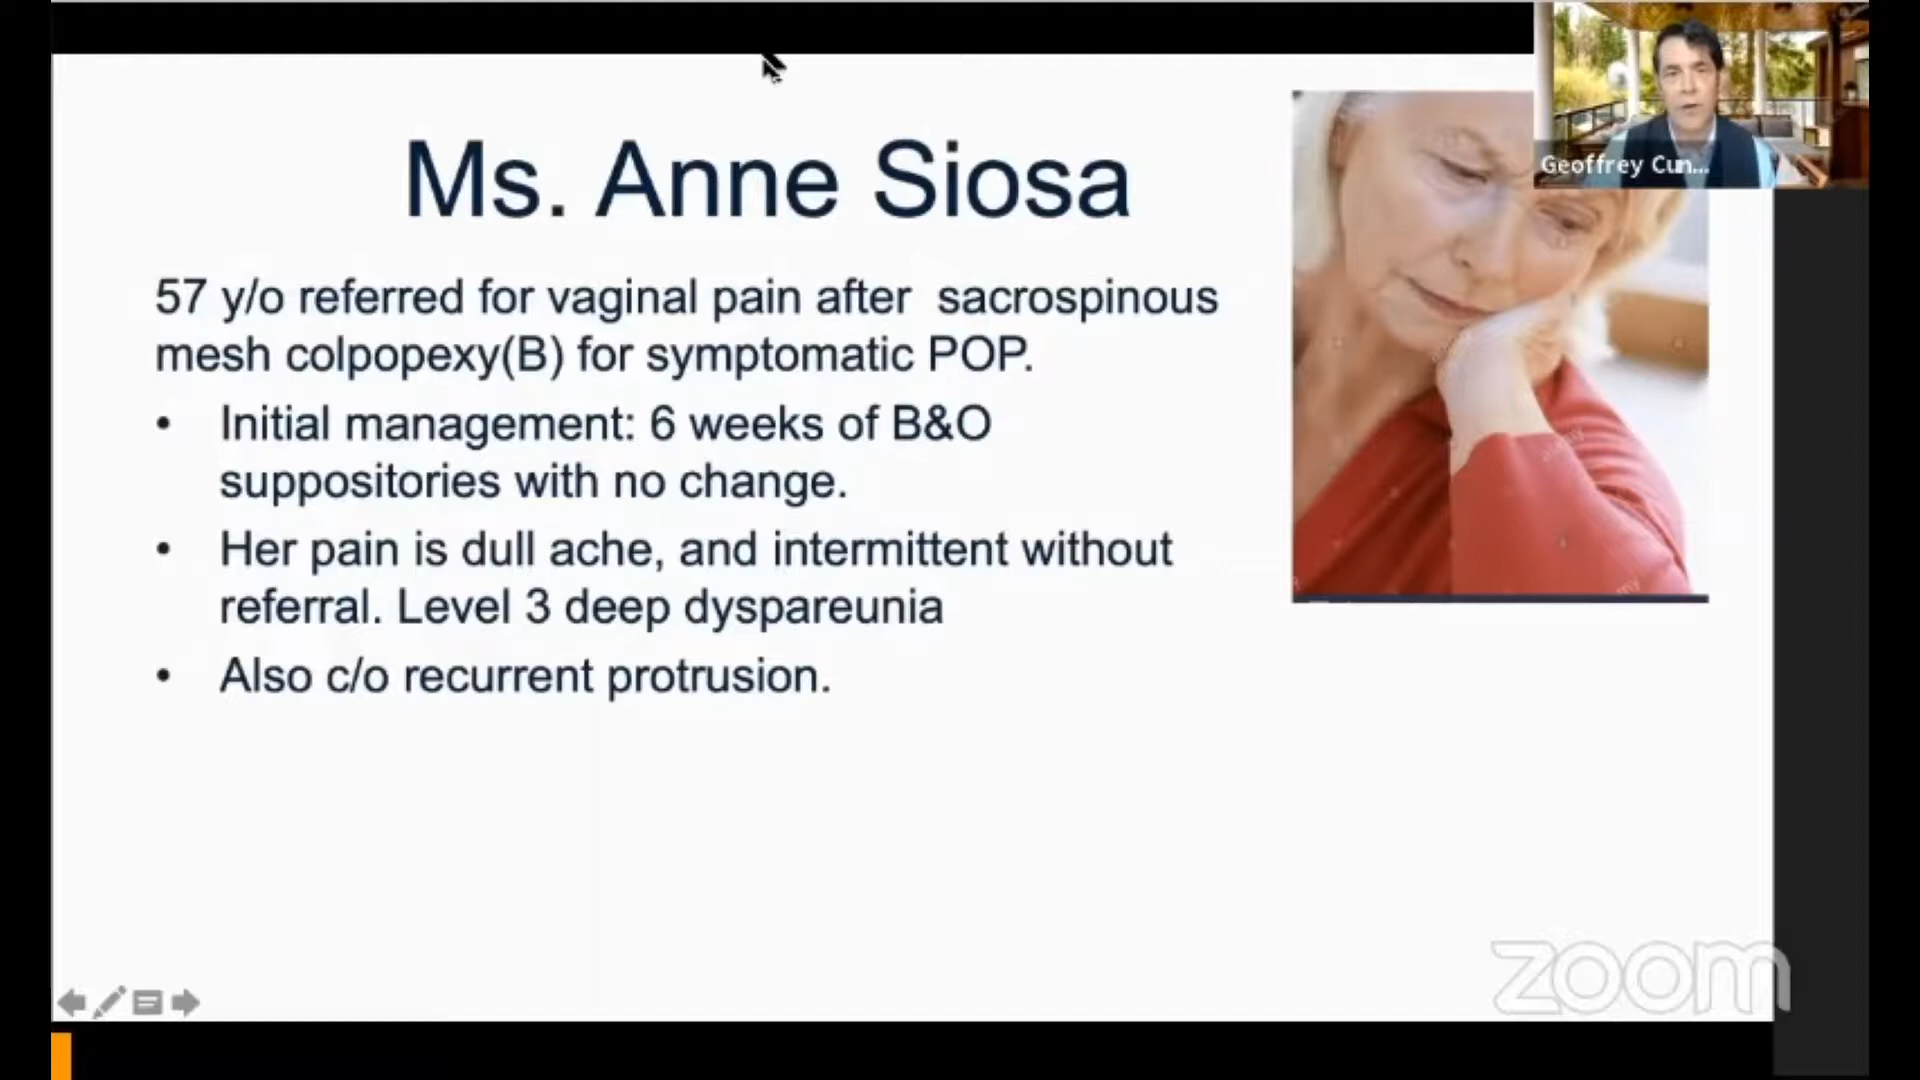 Ms. Anne Siosa
Geoffrey Cun...
57 y/o referred for vaginal pain after sacrospinous
mesh colpopexy(B) for symptomatic POP.
• Initial management: 6 weeks of B&O
suppositories with no change.
• Her pain is dull ache, and intermittent without
referral. Level 3 deep dyspareunia
• Also c/o recurrent protrusion.
zoom